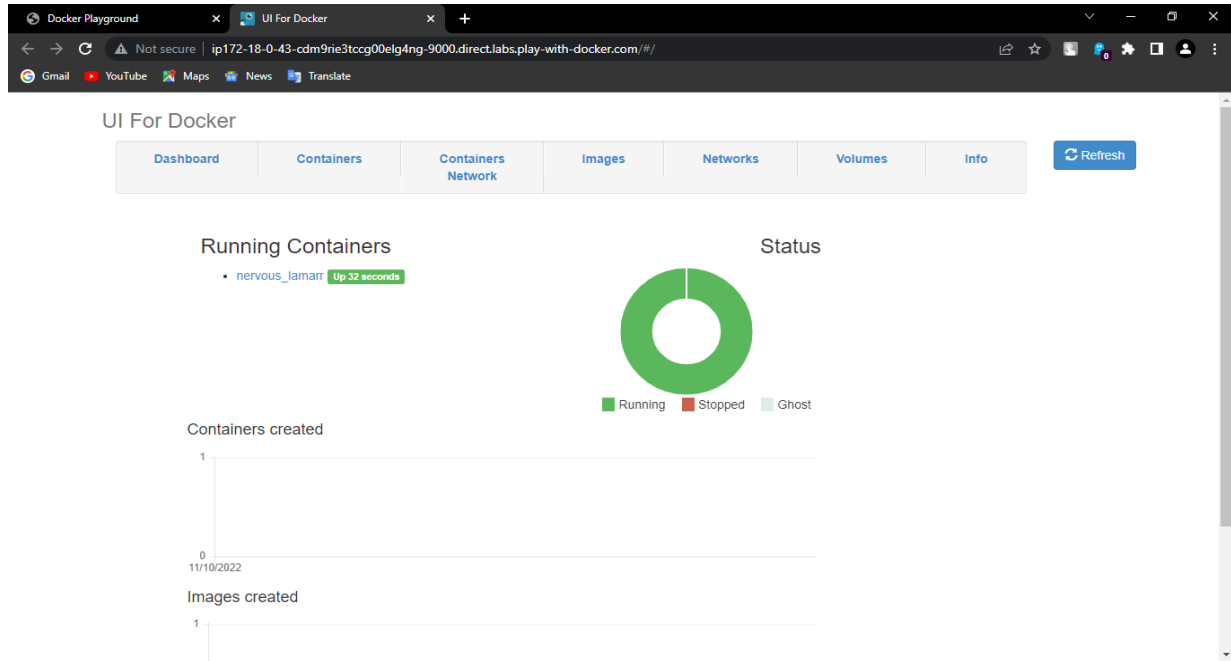 Docker Playground
UI For Docker
Not secure | ip172-18-0-43-cdm9rie3tccg00elg4ng-9000.direct.labs.play-with-docker.com/#/
0
Gmail YouTube Maps News Translate
UI For Docker
Dashboard Containers Containers Network Images Networks Volumes Info Refresh
Running Containers
nervous_lamarr Up 32 seconds
Status
Running Stopped Ghost
Containers created
1
0
11/10/2022
Images created
1